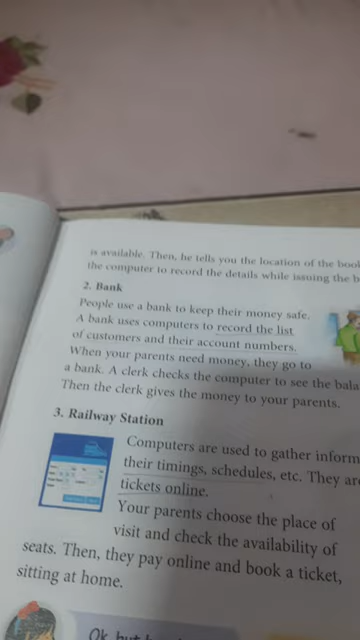 is available. Then, he tells you the location of the book
the computer to record the details while issuing the b
2. Bank
People use a bank to keep their money safe.
A bank uses computers to record the list
of customers and their account numbers.
When your parents need money, they go to
a bank. A clerk checks the computer to see the bala
Then the clerk gives the money to your parents.
3. Railway Station
Computers are used to gather inform
their timings, schedules, etc. They are
tickets online.
Your parents choose the place of
visit and check the availability of
seats. Then, they pay online and book a ticket,
sitting at home.
Ok, but h